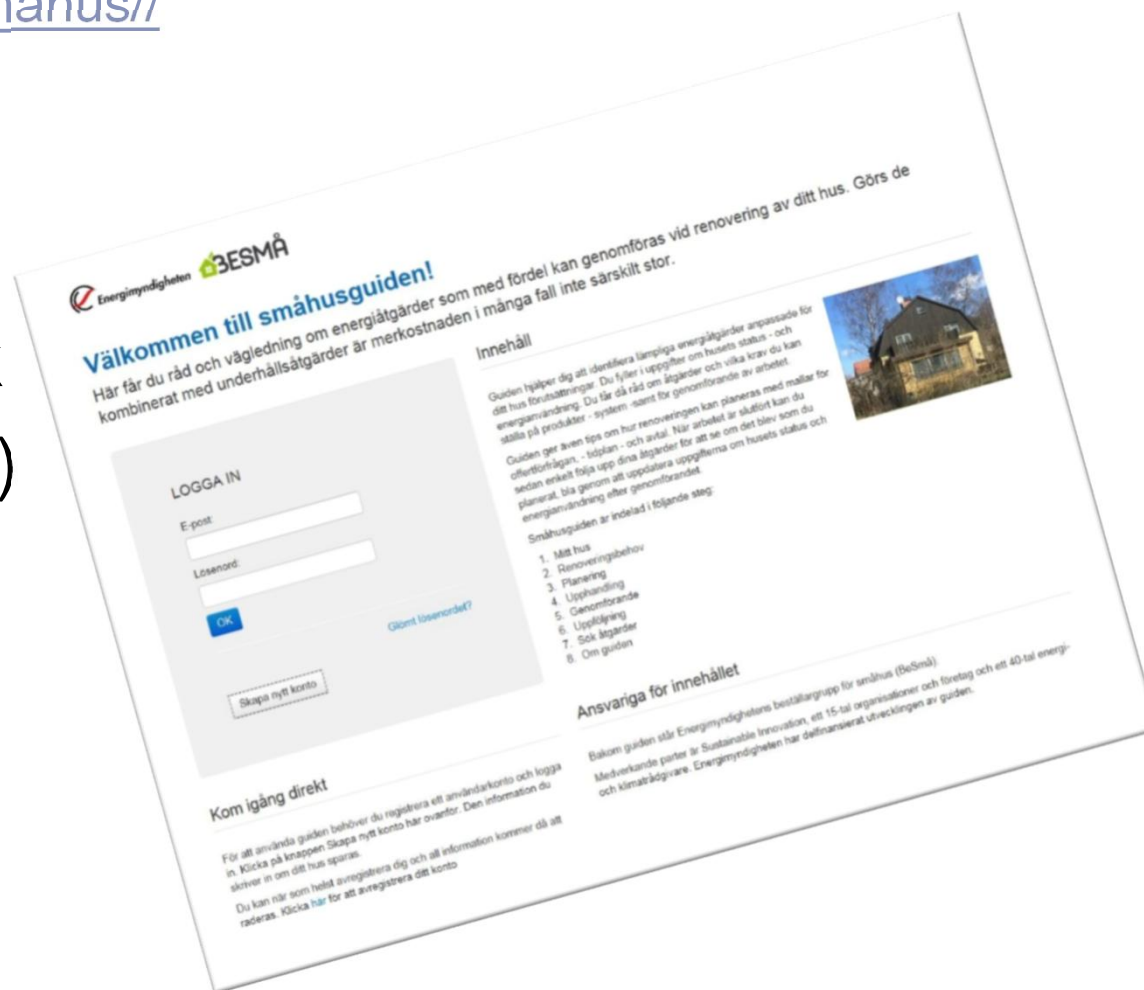 //
)
Energimyndigheten BESMÅ
Välkommen till småhusguiden!
Här får du råd och vägledning om energiåtgärder som med fördel kan genomföras vid renovering av ditt hus. Görs de
kombinerat med underhållsåtgärder är merkostnaden i många fall inte särskilt stor.
LOGGA IN
E-post:
Lösenord:
OK
Glömt lösenordet?
Skapa nytt konto
Innehåll
Guiden hjälper dig att identifiera lämpliga energiåtgärder anpassade för
ditt hus förutsättningar. Du fyller i uppgifter om husets status - och
energianvändning. Du får då råd om åtgärder och vilka krav du kan
ställa på produkter - system -samt för genomförande av arbetet.
Guiden ger även tips om hur renoveringen kan planeras med mallar för
offertförfrågan, - tidplan - och avtal. När arbetet är slutfört kan du
sedan enkelt följa upp dina åtgärder för att se om det blev som du
planerat, bla genom att uppdatera uppgifterna om husets status och
energianvändning efter genomförandet.
Småhusguiden är indelad i följande steg:
1. Mitt hus
2. Renoveringsbehov
3. Planering
4. Upphandling
5. Genomförande
6. Uppföljning
7. Sök åtgärder
8. Om guiden
Kom igång direkt
För att använda guiden behöver du registrera ett användarkonto och logga
in. Klicka på knappen Skapa nytt konto här ovanför. Den information du
skriver in om ditt hus sparas.
Du kan när som helst avregistrera dig och all information kommer då att
raderas. Klicka här för att avregistrera ditt konto
Ansvariga för innehållet
Bakom guiden står Energimyndighetens beställargrupp för småhus (BeSmå).
Medverkande parter är Sustainable Innovation, ett 15-tal organisationer och företag och ett 40-tal energi-
och klimatrådgivare. Energimyndigheten har delfinansierat utvecklingen av guiden.